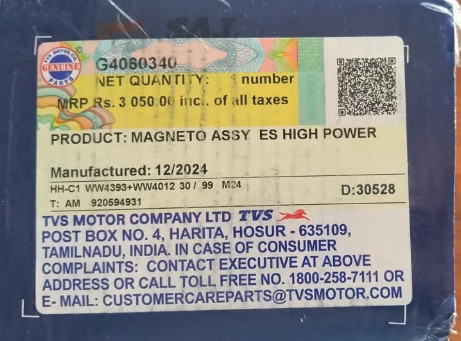 TVS MOTOR CO.
GENUINE
PARTS
G4060340
NET QUANTITY: 1 number
MRP Rs. 3 050.00 incl. of all taxes
PRODUCT: MAGNETO ASSY ES HIGH POWER
Manufactured: 12/2024
HH-C1 WW4393+WW4012 30 / 99 M24
D:30528
T: AM 920594931
TVS MOTOR COMPANY LTD TVS
POST BOX NO. 4, HARITA, HOSUR - 635109,
TAMILNADU, INDIA. IN CASE OF CONSUMER
COMPLAINTS: CONTACT EXECUTIVE AT ABOVE
ADDRESS OR CALL TOLL FREE NO. 1800-258-7111 OR
E- MAIL: CUSTOMERCAREPARTS@TVSMOTOR.COM